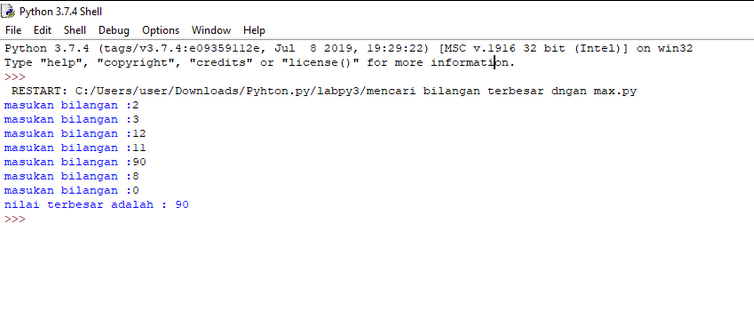 Python 3.7.4 Shell
File Edit Shell Debug Options Window Help
Python 3.7.4 (tags/v3.7.4:e09359112e, Jul  8 2019, 19:29:22) [MSC v.1916 32 bit (Intel)] on win32
Type "help", "copyright", "credits" or "license()" for more information.
>>>
 RESTART: C:/Users/user/Downloads/Pyhton.py/labpy3/mencari bilangan terbesar dngan max.py
masukan bilangan :2
masukan bilangan :3
masukan bilangan :12
masukan bilangan :11
masukan bilangan :90
masukan bilangan :8
masukan bilangan :0
nilai terbesar adalah : 90
>>>